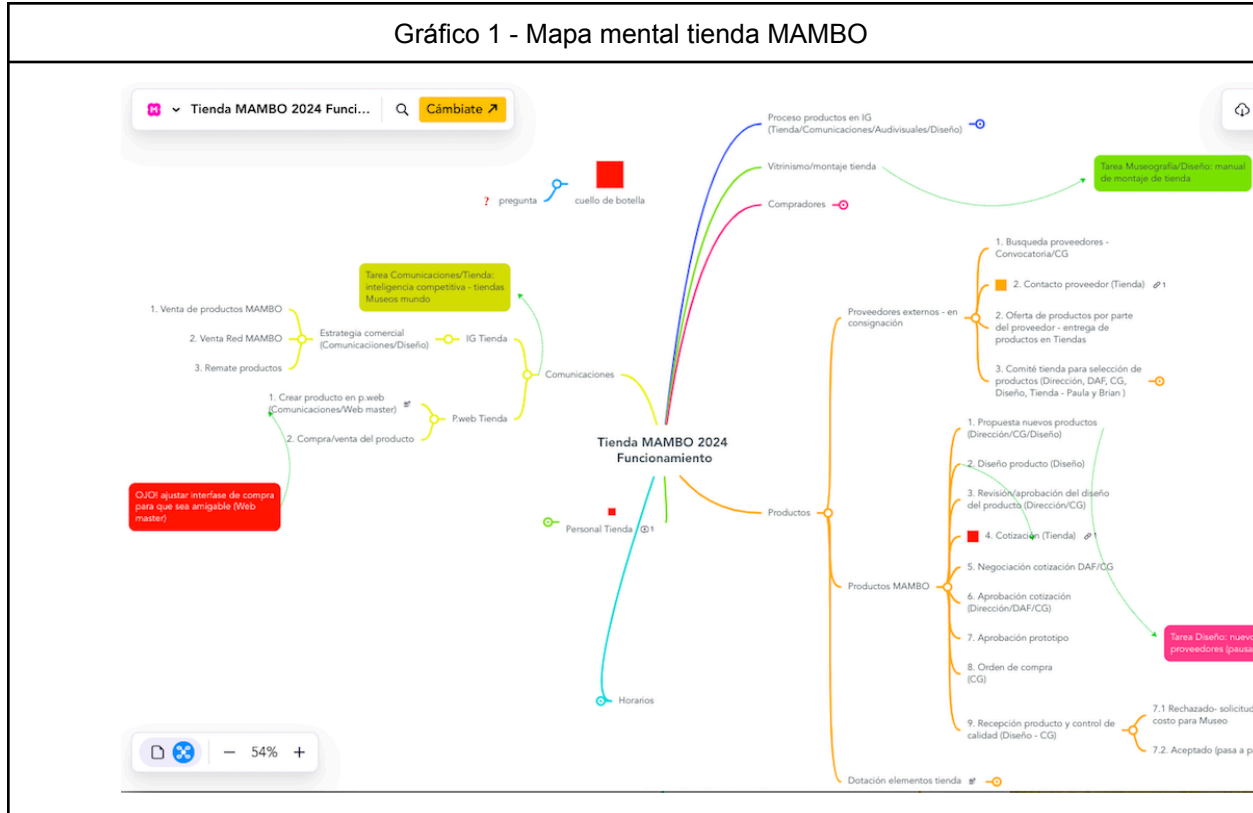 Gráfico 1 - Mapa mental tienda MAMBO
Tienda MAMBO 2024 Funci...
Cámbiate
? pregunta
cuello de botella
Proceso productos en IG
(Tienda/Comunicaciones/Audivisuales/Diseño)
Vitrinismo/montaje tienda
Tarea Museografía/Diseño: manual
de montaje de tienda
Compradores
Tarea Comunicaciones/Tienda:
inteligencia competitiva - tiendas
Museos mundo
1. Venta de productos MAMBO
2. Venta Red MAMBO
3. Remate productos
Estrategia comercial
(Comunicaciiones/Diseño)
IG Tienda
Comunicaciones
1. Crear producto en p.web
(Comunicaciones/Web master)
2. Compra/venta del producto
P.web Tienda
OJO! ajustar interfase de compra
para que sea amigable (Web
master)
Tienda MAMBO 2024
Funcionamiento
Personal Tienda 1
Horarios
Productos
Proveedores externos - en
consignación
1. Busqueda proveedores -
Convocatoria/CG
2. Contacto proveedor (Tienda) 1
2. Oferta de productos por parte
del proveedor - entrega de
productos en Tiendas
3. Comité tienda para selección de
productos (Dirección, DAF, CG,
Diseño, Tienda - Paula y Brian )
Productos MAMBO
1. Propuesta nuevos productos
(Dirección/CG/Diseño)
2. Diseño producto (Diseño)
3. Revisión/aprobación del diseño
del producto (Dirección/CG)
4. Cotización (Tienda) 1
5. Negociación cotización DAF/CG
6. Aprobación cotización
(Dirección/DAF/CG)
7. Aprobación prototipo
8. Orden de compra
(CG)
9. Recepción producto y control de
calidad (Diseño - CG)
Tarea Diseño: nuevo
proveedores (pausa
7.1 Rechazado- solicitud
costo para Museo
7.2. Aceptado (pasa a p
Dotación elementos tienda
54%